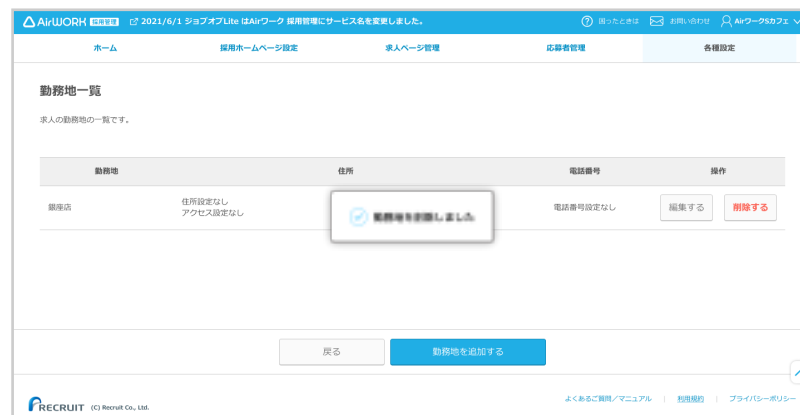 AirWORK 採用管理 2021/6/1 ジョブオプLite はAirワーク 採用管理にサービス名を変更しました。 困ったときは お問い合わせ AirワークSカフェ
ホーム 採用ホームページ設定 求人ページ管理 応募者管理 各種設定
勤務地一覧
求人の勤務地の一覧です。
勤務地 住所 電話番号 操作
銀座店 住所設定なし 電話番号設定なし 編集する 削除する
アクセス設定なし
戻る 勤務地を追加する
RECRUIT (C) Recruit Co., Ltd. よくあるご質問／マニュアル | 利用規約 | プライバシーポリシー